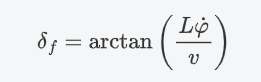 δ_f = arctan ( Lφ̇ / v )